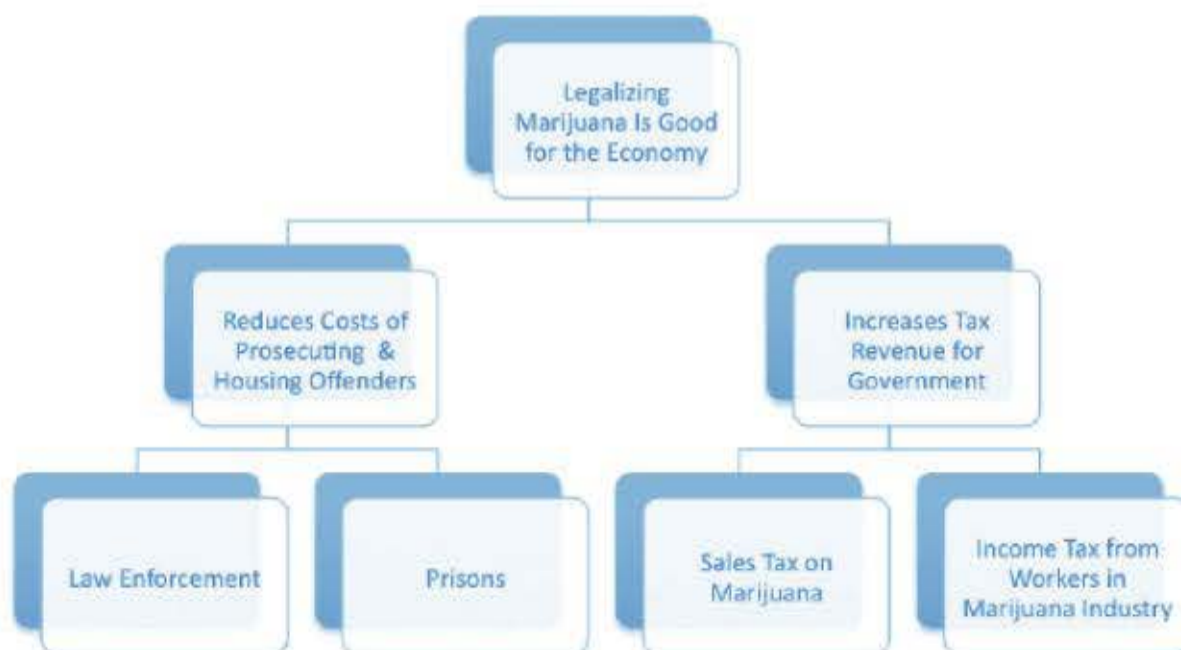 Legalizing
Marijuana Is Good
for the Economy
Reduces Costs of
Prosecuting &
Housing Offenders
Increases Tax
Revenue for
Government
Law Enforcement
Prisons
Sales Tax on
Marijuana
Income Tax from
Workers in
Marijuana Industry